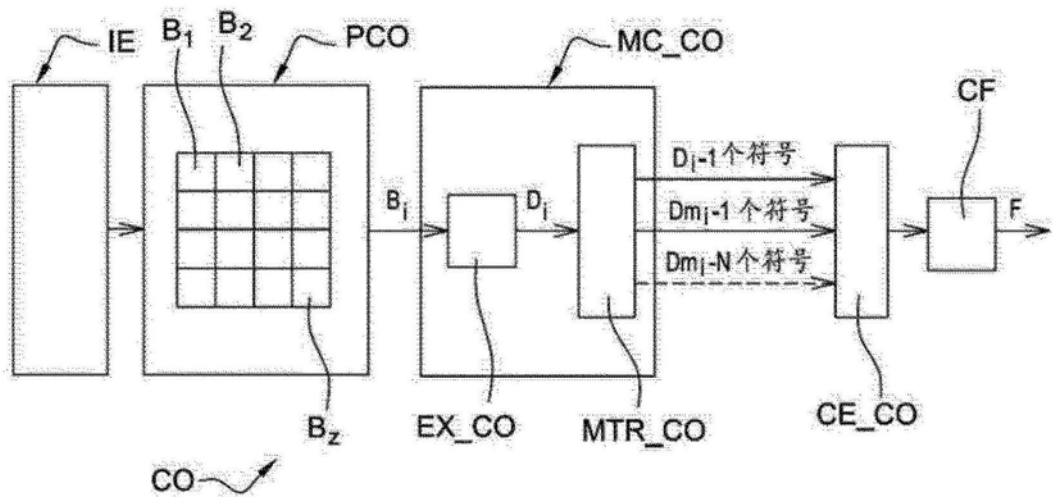 IE
B1
B2
PCO
MC_CO
CF
Bi
Di
Di-1个符号
Dmi-1个符号
Dmi-N个符号
F
Bz
EX_CO
MTR_CO
CE_CO
CO